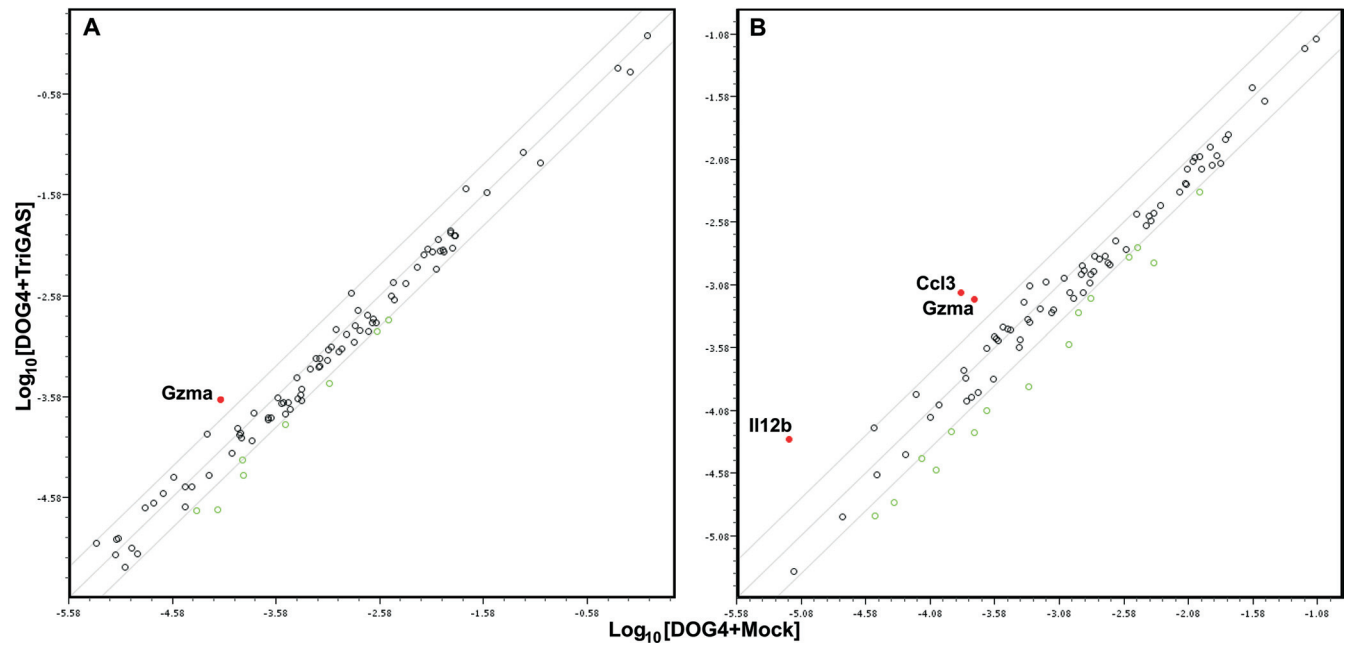 A
B
Log10[DOG4+TriGAS]
-0.58
-1.58
-2.58
-3.58
-4.58
Gzma
-5.58 -4.58 -3.58 -2.58 -1.58 -0.58
-1.08
-1.58
-2.08
-2.58
-3.08
-3.58
-4.08
-4.58
-5.08
Ccl3
Gzma
Il12b
-5.58 -5.08 -4.58 -4.08 -3.58 -3.08 -2.58 -2.08 -1.58 -1.08
Log10[DOG4+Mock]